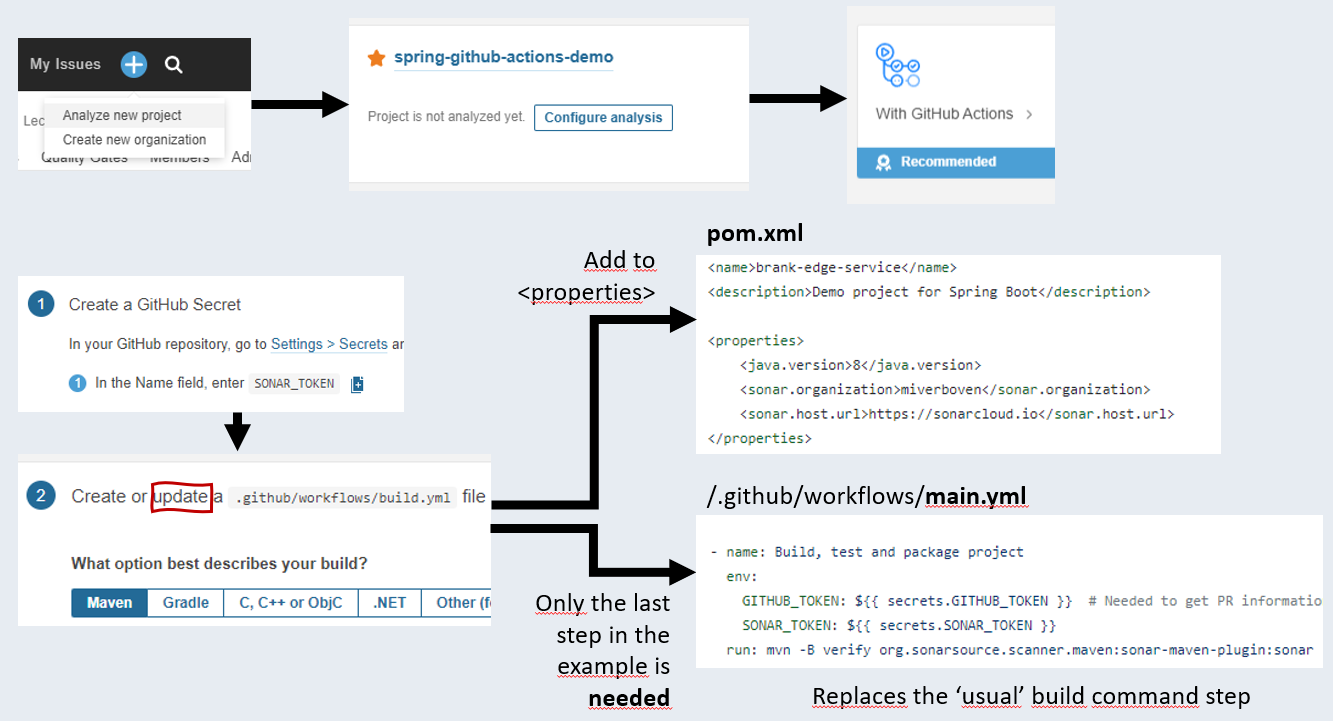 My Issues
Lec
Analyze new project
Create new organization
Quality Gates Members Ad
spring-github-actions-demo
Project is not analyzed yet. Configure analysis
With GitHub Actions
Recommended
1 Create a GitHub Secret
In your GitHub repository, go to Settings > Secrets ar
1 In the Name field, enter SONAR_TOKEN
2 Create or update a .github/workflows/build.yml file
What option best describes your build?
Maven Gradle C, C++ or ObjC .NET Other (f
Add to
<properties>
pom.xml
<name>brank-edge-service</name>
<description>Demo project for Spring Boot</description>
<properties>
<java.version>8</java.version>
<sonar.organization>miverboven</sonar.organization>
<sonar.host.url>https://sonarcloud.io</sonar.host.url>
</properties>
Only the last
step in the
example is
needed
/.github/workflows/main.yml
- name: Build, test and package project
env:
GITHUB_TOKEN: ${{ secrets.GITHUB_TOKEN }} # Needed to get PR informatio
SONAR_TOKEN: ${{ secrets.SONAR_TOKEN }}
run: mvn -B verify org.sonarsource.scanner.maven:sonar-maven-plugin:sonar
Replaces the ‘usual’ build command step